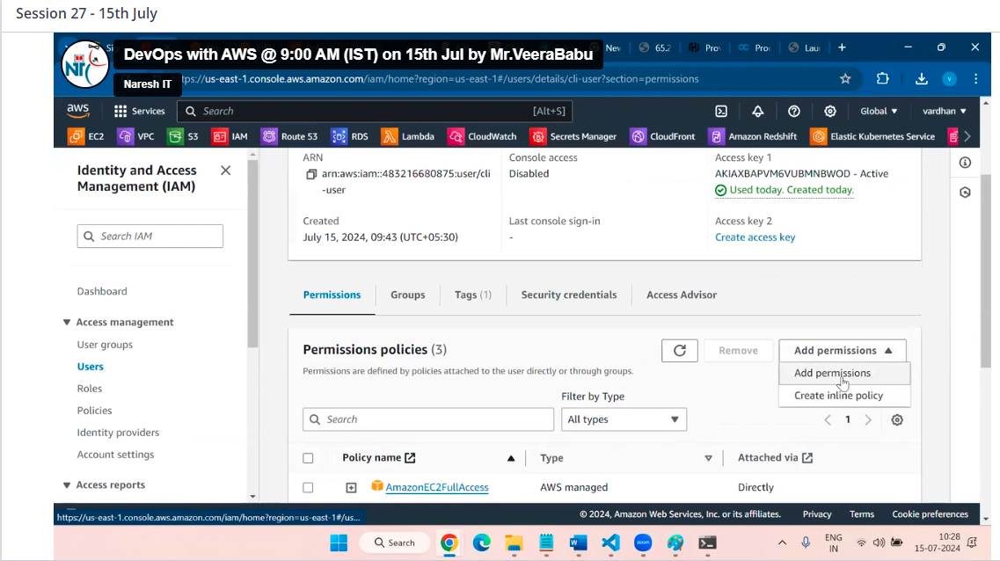 Session 27 - 15th July
DevOps with AWS @ 9:00 AM (IST) on 15th Jul by Mr.VeeraBabu
Nev
65.2
Prov
Pro
Lau
Naresh IT
tps://us-east-1.console.aws.amazon.com/iam/home?region=us-east-1#/users/details/cli-user?section=permissions
aws
Services
Search
[Alt+S]
Global
vardhan
EC2
VPC
S3
IAM
Route 53
RDS
Lambda
CloudWatch
Secrets Manager
CloudFront
Amazon Redshift
Elastic Kubernetes Service
Identity and Access
Management (IAM)
Search IAM
Dashboard
Access management
User groups
Users
Roles
Policies
Identity providers
Account settings
Access reports
ARN
arn:aws:iam::483216680875:user/cli
-user
Console access
Disabled
Access key 1
AKIAXBAPVM6VUBMNBWOD - Active
Used today. Created today.
Created
July 15, 2024, 09:43 (UTC+05:30)
Last console sign-in
-
Access key 2
Create access key
Permissions
Groups
Tags (1)
Security credentials
Access Advisor
Permissions policies (3)
Remove
Add permissions
Permissions are defined by policies attached to the user directly or through groups.
Add permissions
Create inline policy
Filter by Type
Search
All types
1
Policy name
Type
Attached via
AmazonEC2FullAccess
AWS managed
Directly
https://us-east-1.console.aws.amazon.com/iam/home?region=us-east-1#/us...
© 2024, Amazon Web Services, Inc. or its affiliates.
Privacy
Terms
Cookie preferences
Search
ENG
IN
10:28
15-07-2024